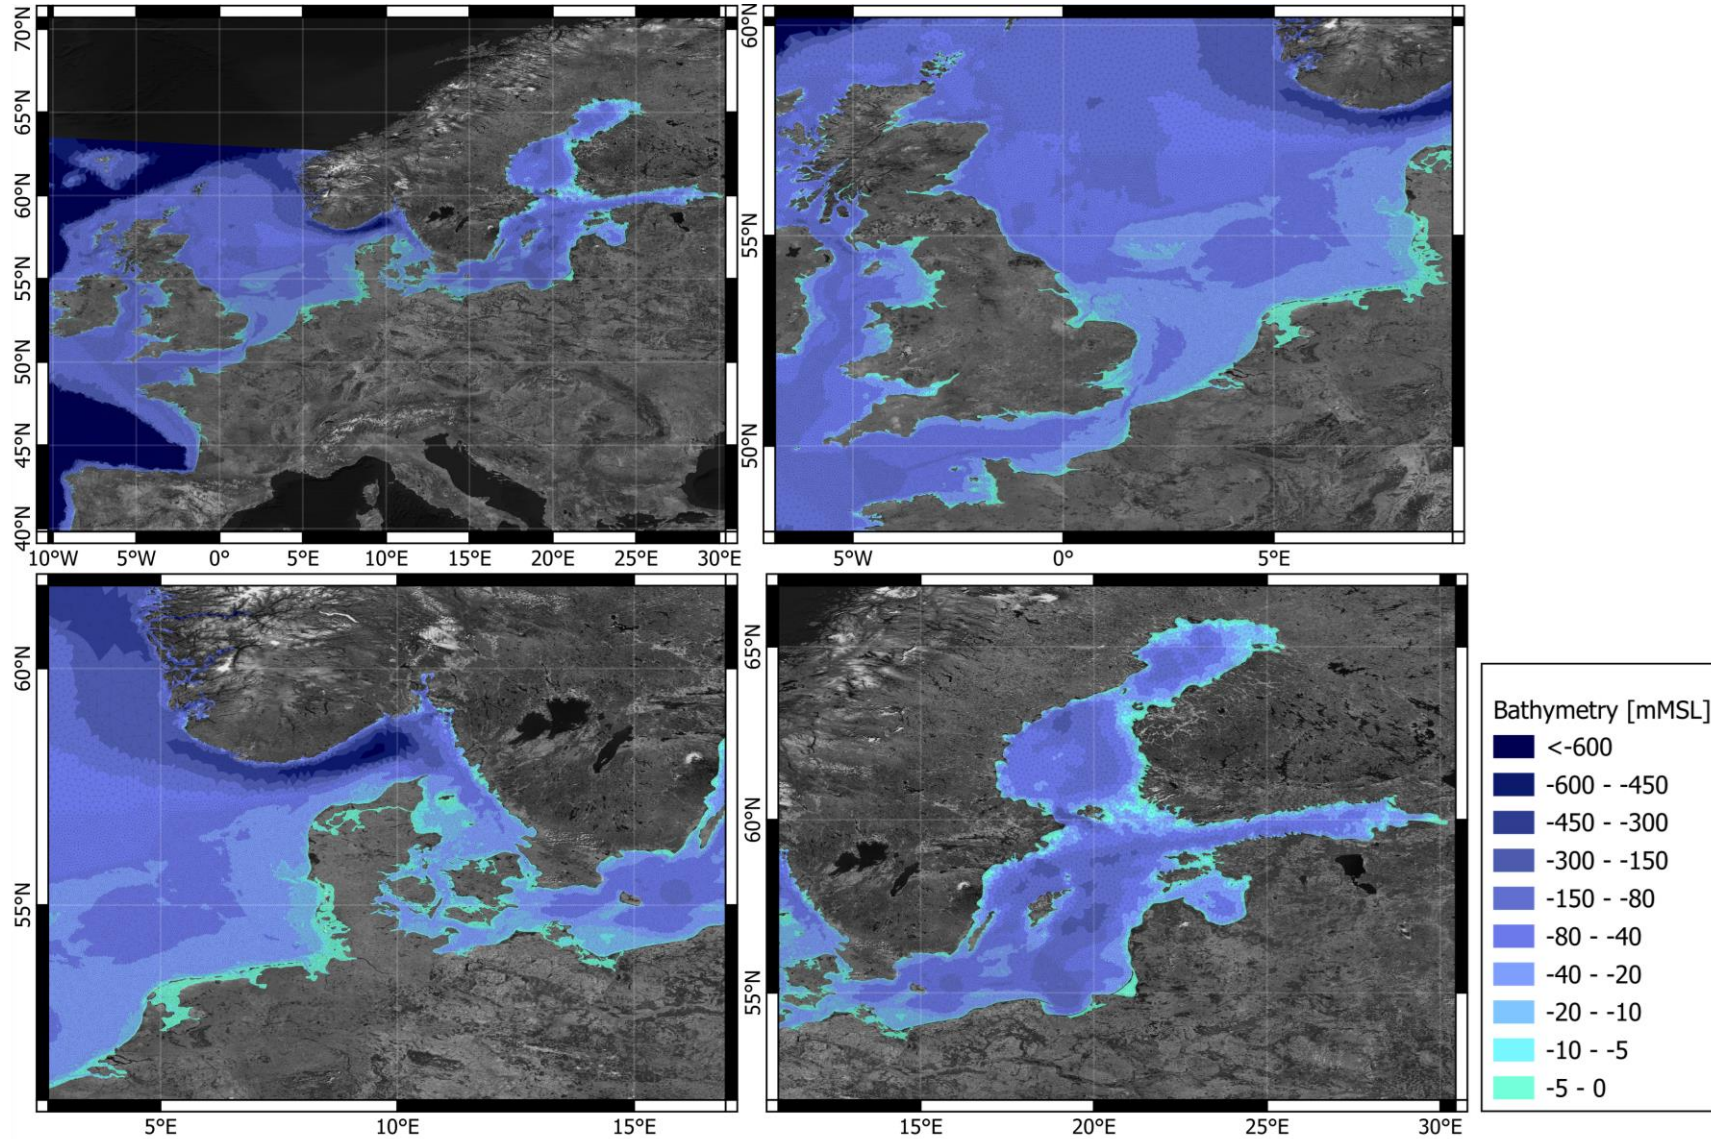 70°N
65°N
60°N
55°N
50°N
45°N
40°N
10°W 5°W 0° 5°E 10°E 15°E 20°E 25°E 30°E
60°N
55°N
50°N
5°W 0° 5°E
60°N
55°N
5°E 10°E 15°E
65°N
60°N
55°N
15°E 20°E 25°E 30°E
Bathymetry [mMSL]
<-600
-600 - -450
-450 - -300
-300 - -150
-150 - -80
-80 - -40
-40 - -20
-20 - -10
-10 - -5
-5 - 0